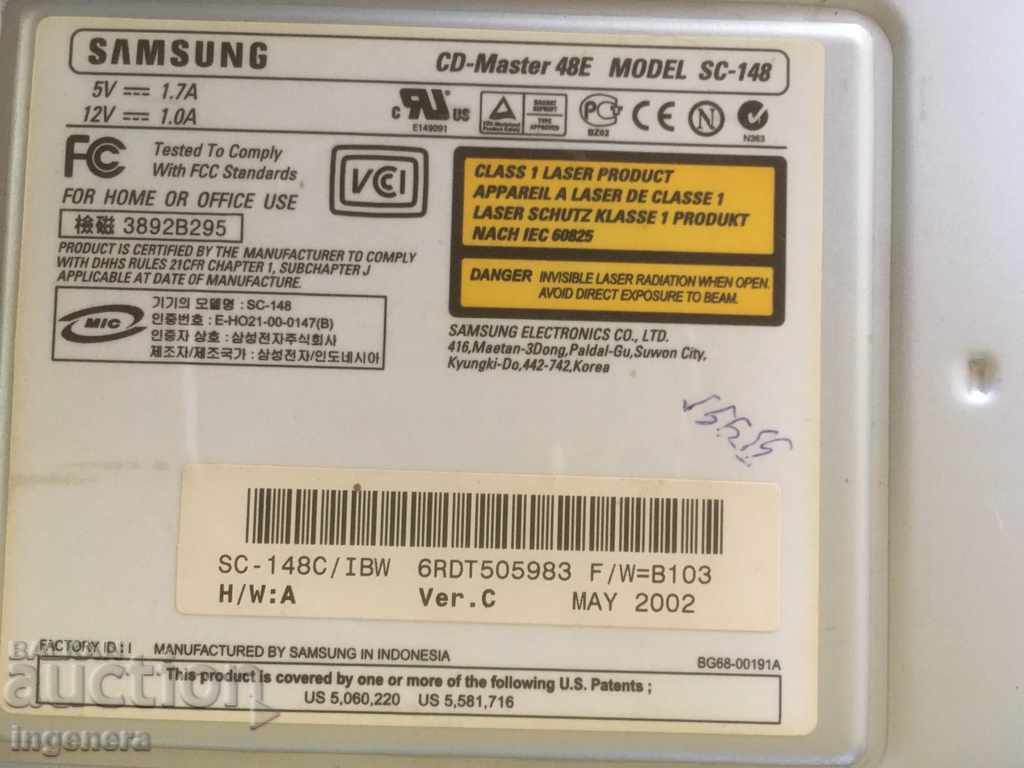 SAMSUNG
CD-Master 48E MODEL SC-148
5V 1.7A
12V 1.0A
c UR US
E149091
TYPE APPROVED
PC
BZ02
CE
N
N363
FC Tested To Comply
With FCC Standards
FOR HOME OR OFFICE USE
VCCI
檢磁 3892B295
PRODUCT IS CERTIFIED BY THE MANUFACTURER TO COMPLY
WITH DHHS RULES 21CFR CHAPTER 1, SUBCHAPTER J
APPLICABLE AT DATE OF MANUFACTURE.
MIC
기기의 모델명 : SC-148
인증번호 : E-HO21-00-0147(B)
인증자 상호 : 삼성전자주식회사
제조자/제조국가 : 삼성전자/인도네시아
CLASS 1 LASER PRODUCT
APPAREIL A LASER DE CLASSE 1
LASER SCHUTZ KLASSE 1 PRODUKT
NACH IEC 60825
DANGER INVISIBLE LASER RADIATION WHEN OPEN.
AVOID DIRECT EXPOSURE TO BEAM.
SAMSUNG ELECTRONICS CO., LTD.
416,Maetan-3Dong,Paldal-Gu,Suwon City,
Kyungki-Do,442-742,Korea
SC-148C/IBW 6RDT505983 F/W=B103
H/W:A Ver.C MAY 2002
FACTORY ID : I MANUFACTURED BY SAMSUNG IN INDONESIA
BG68-00191A
This product is covered by one or more of the following U.S. Patents ;
US 5,060,220 US 5,581,716
BALKAN
auction
ingenera